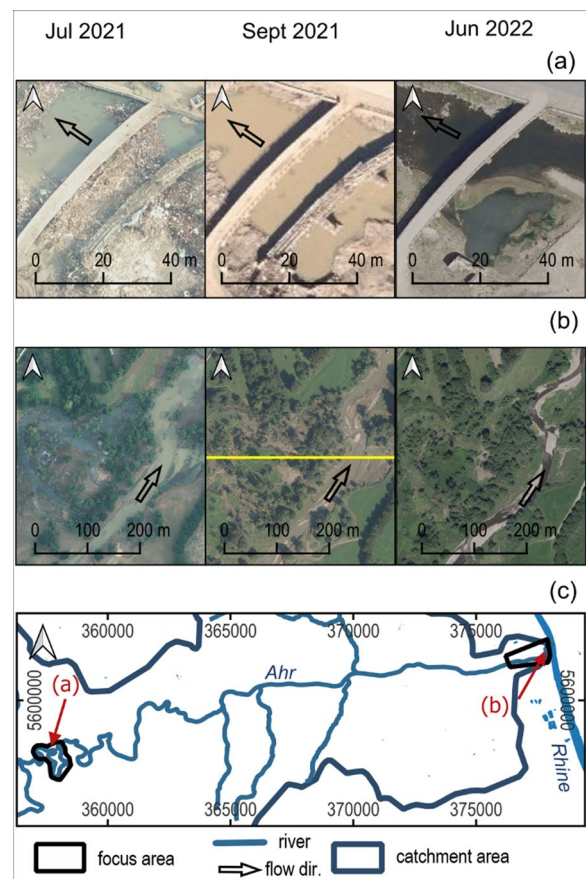 Jul 2021 Sept 2021 Jun 2022
(a)
0 20 40 m 0 20 40 m 0 20 40 m
(b)
0 100 200 m 0 100 200 m 0 100 200 m
(c)
360000 365000 370000 375000
5600000 (a) Ahr (b) 5600000
Rhine
360000 365000 370000 375000
focus area river catchment area
flow dir.